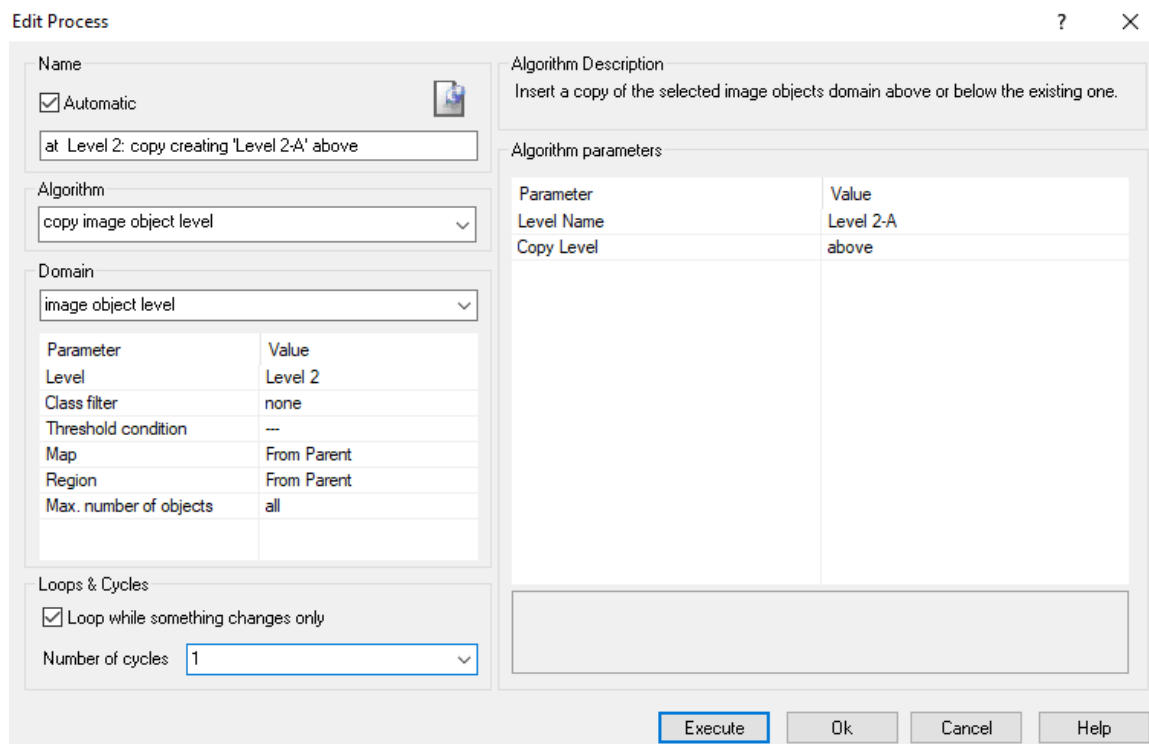 Edit Process
?
Name
Automatic
at  Level 2: copy creating 'Level 2-A' above
Algorithm
copy image object level
Domain
image object level
Parameter Value
Level Level 2
Class filter none
Threshold condition ---
Map From Parent
Region From Parent
Max. number of objects all
Loops & Cycles
Loop while something changes only
Number of cycles 1
Algorithm Description
Insert a copy of the selected image objects domain above or below the existing one.
Algorithm parameters
Parameter Value
Level Name Level 2-A
Copy Level above
Execute Ok Cancel Help